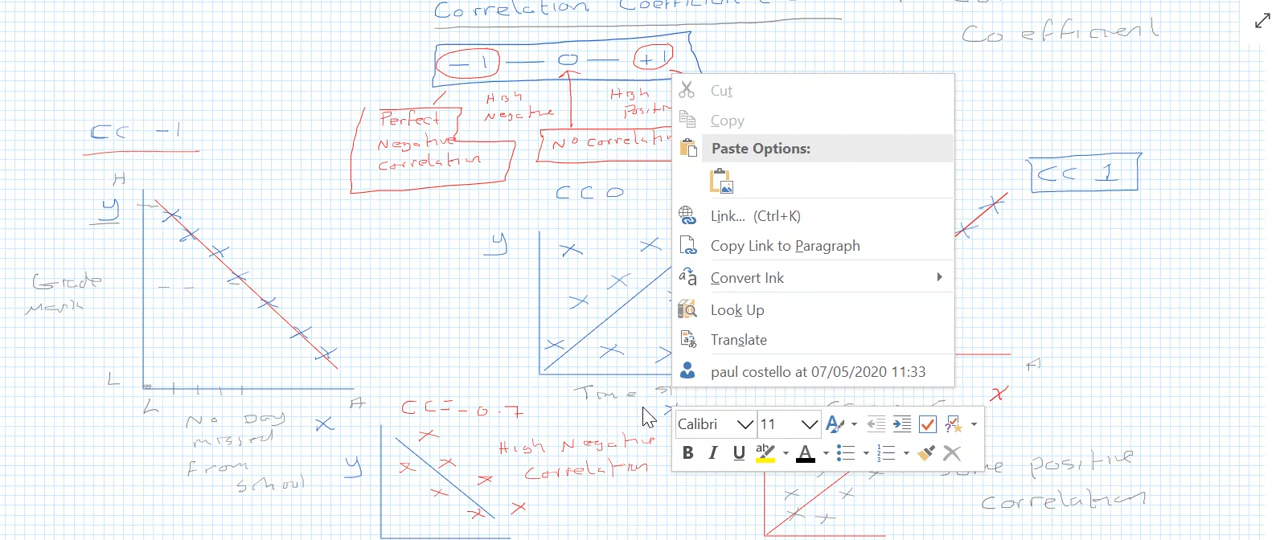 Correlation Coefficient
Coefficient
-1 — 0 — +1
High
Negative
High
Perfect
Negative
Correlation
No Correlation
CC -1
CC 0
CC 1
H
y
Grade
Mark
L
L
No Day
missed
From
school
x
y
Time
CC = -0.7
High Negative
Correlation
y
x
positive
correlation
Cut
Copy
Paste Options:
Link... (Ctrl+K)
Copy Link to Paragraph
Convert Ink
Look Up
Translate
paul costello at 07/05/2020 11:33
Calibri 11
B I U ab A